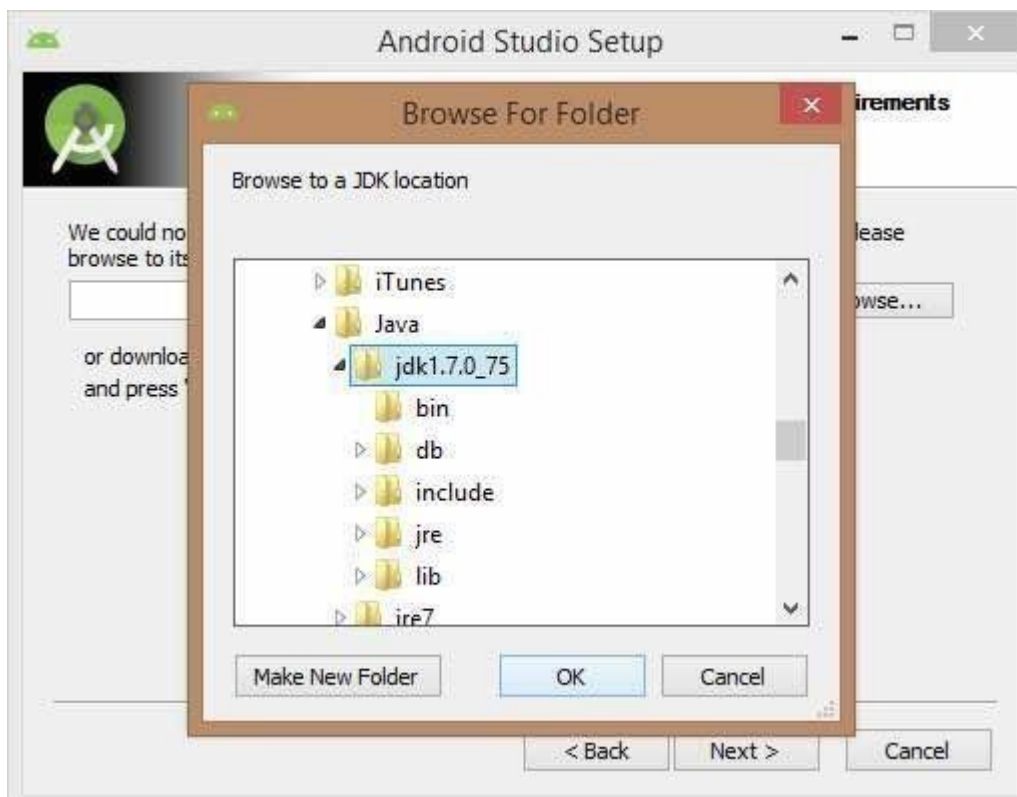 Android Studio Setup
irements
Browse For Folder
Browse to a JDK location
We could no
lease
browse to its
owse...
or downloa
and press '
iTunes
Java
jdk1.7.0_75
bin
db
include
jre
lib
jre7
Make New Folder
OK
Cancel
< Back
Next >
Cancel